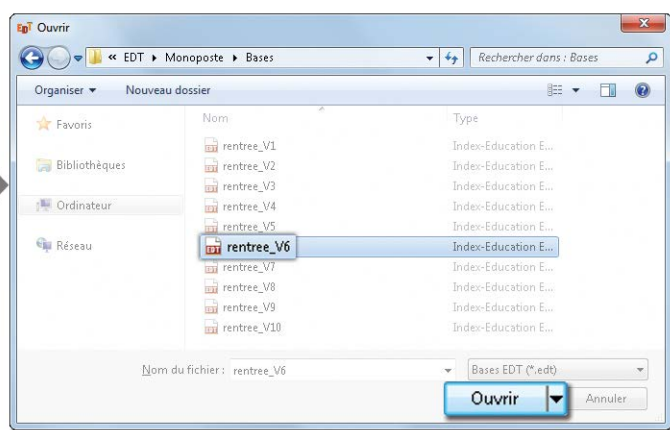 EDT Ouvrir
« EDT ▸ Monoposte ▸ Bases
Rechercher dans : Bases
Organiser ▾ Nouveau dossier
Nom Type
Favoris
Bibliothèques
Ordinateur
Réseau
rentree_V1 Index-Education E...
rentree_V2 Index-Education E...
rentree_V3 Index-Education E...
rentree_V4 Index-Education E...
rentree_V5 Index-Education E...
rentree_V6 Index-Education E...
rentree_V7 Index-Education E...
rentree_V8 Index-Education E...
rentree_V9 Index-Education E...
rentree_V10 Index-Education E...
Nom du fichier : rentree_V6 Bases EDT (*.edt)
Ouvrir Annuler